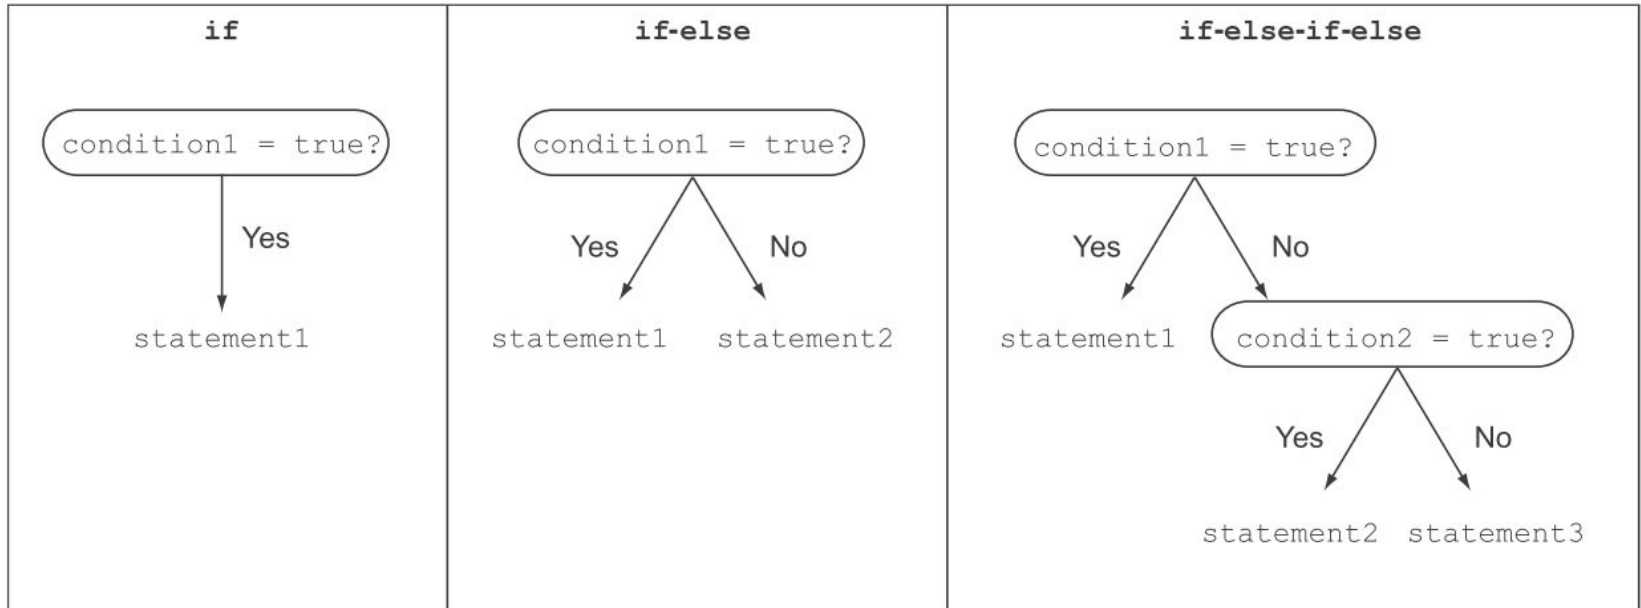 if
condition1 = true?
Yes
statement1
if-else
condition1 = true?
Yes
No
statement1
statement2
if-else-if-else
condition1 = true?
Yes
No
statement1
condition2 = true?
Yes
No
statement2
statement3